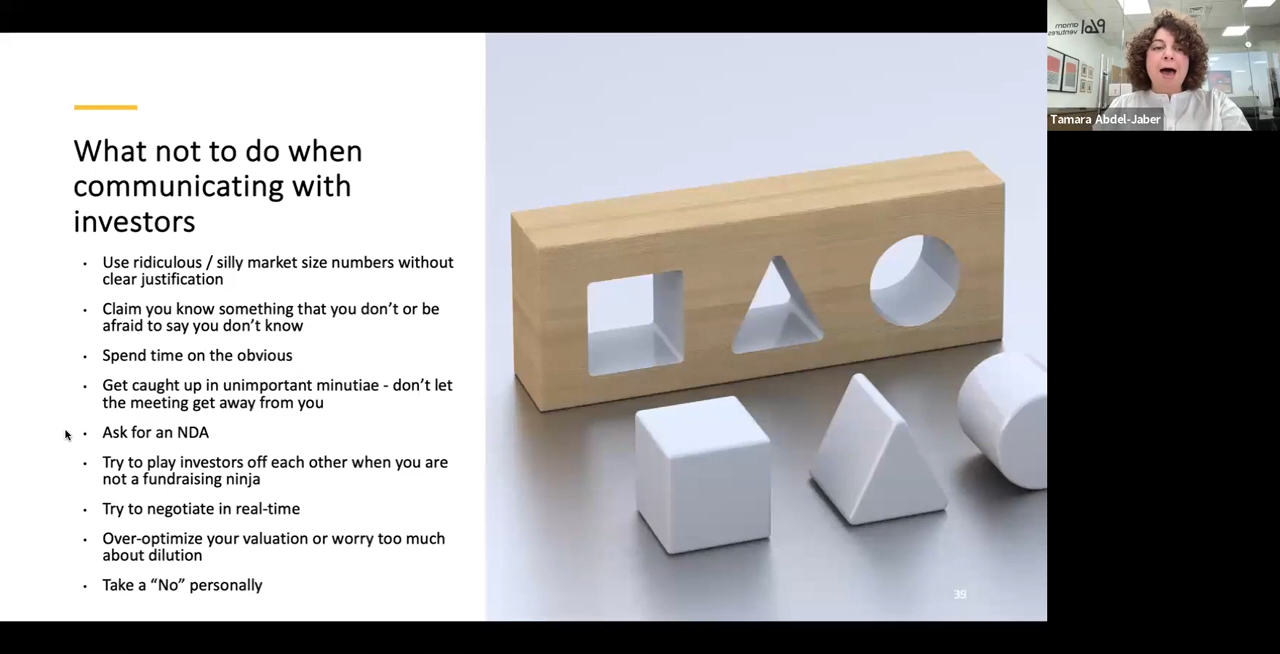 What not to do when
communicating with
investors
· Use ridiculous / silly market size numbers without
clear justification
· Claim you know something that you don’t or be
afraid to say you don’t know
· Spend time on the obvious
· Get caught up in unimportant minutiae - don’t let
the meeting get away from you
· Ask for an NDA
· Try to play investors off each other when you are
not a fundraising ninja
· Try to negotiate in real-time
· Over-optimize your valuation or worry too much
about dilution
· Take a “No” personally
39
amam
ventures
Tamara Abdel-Jaber